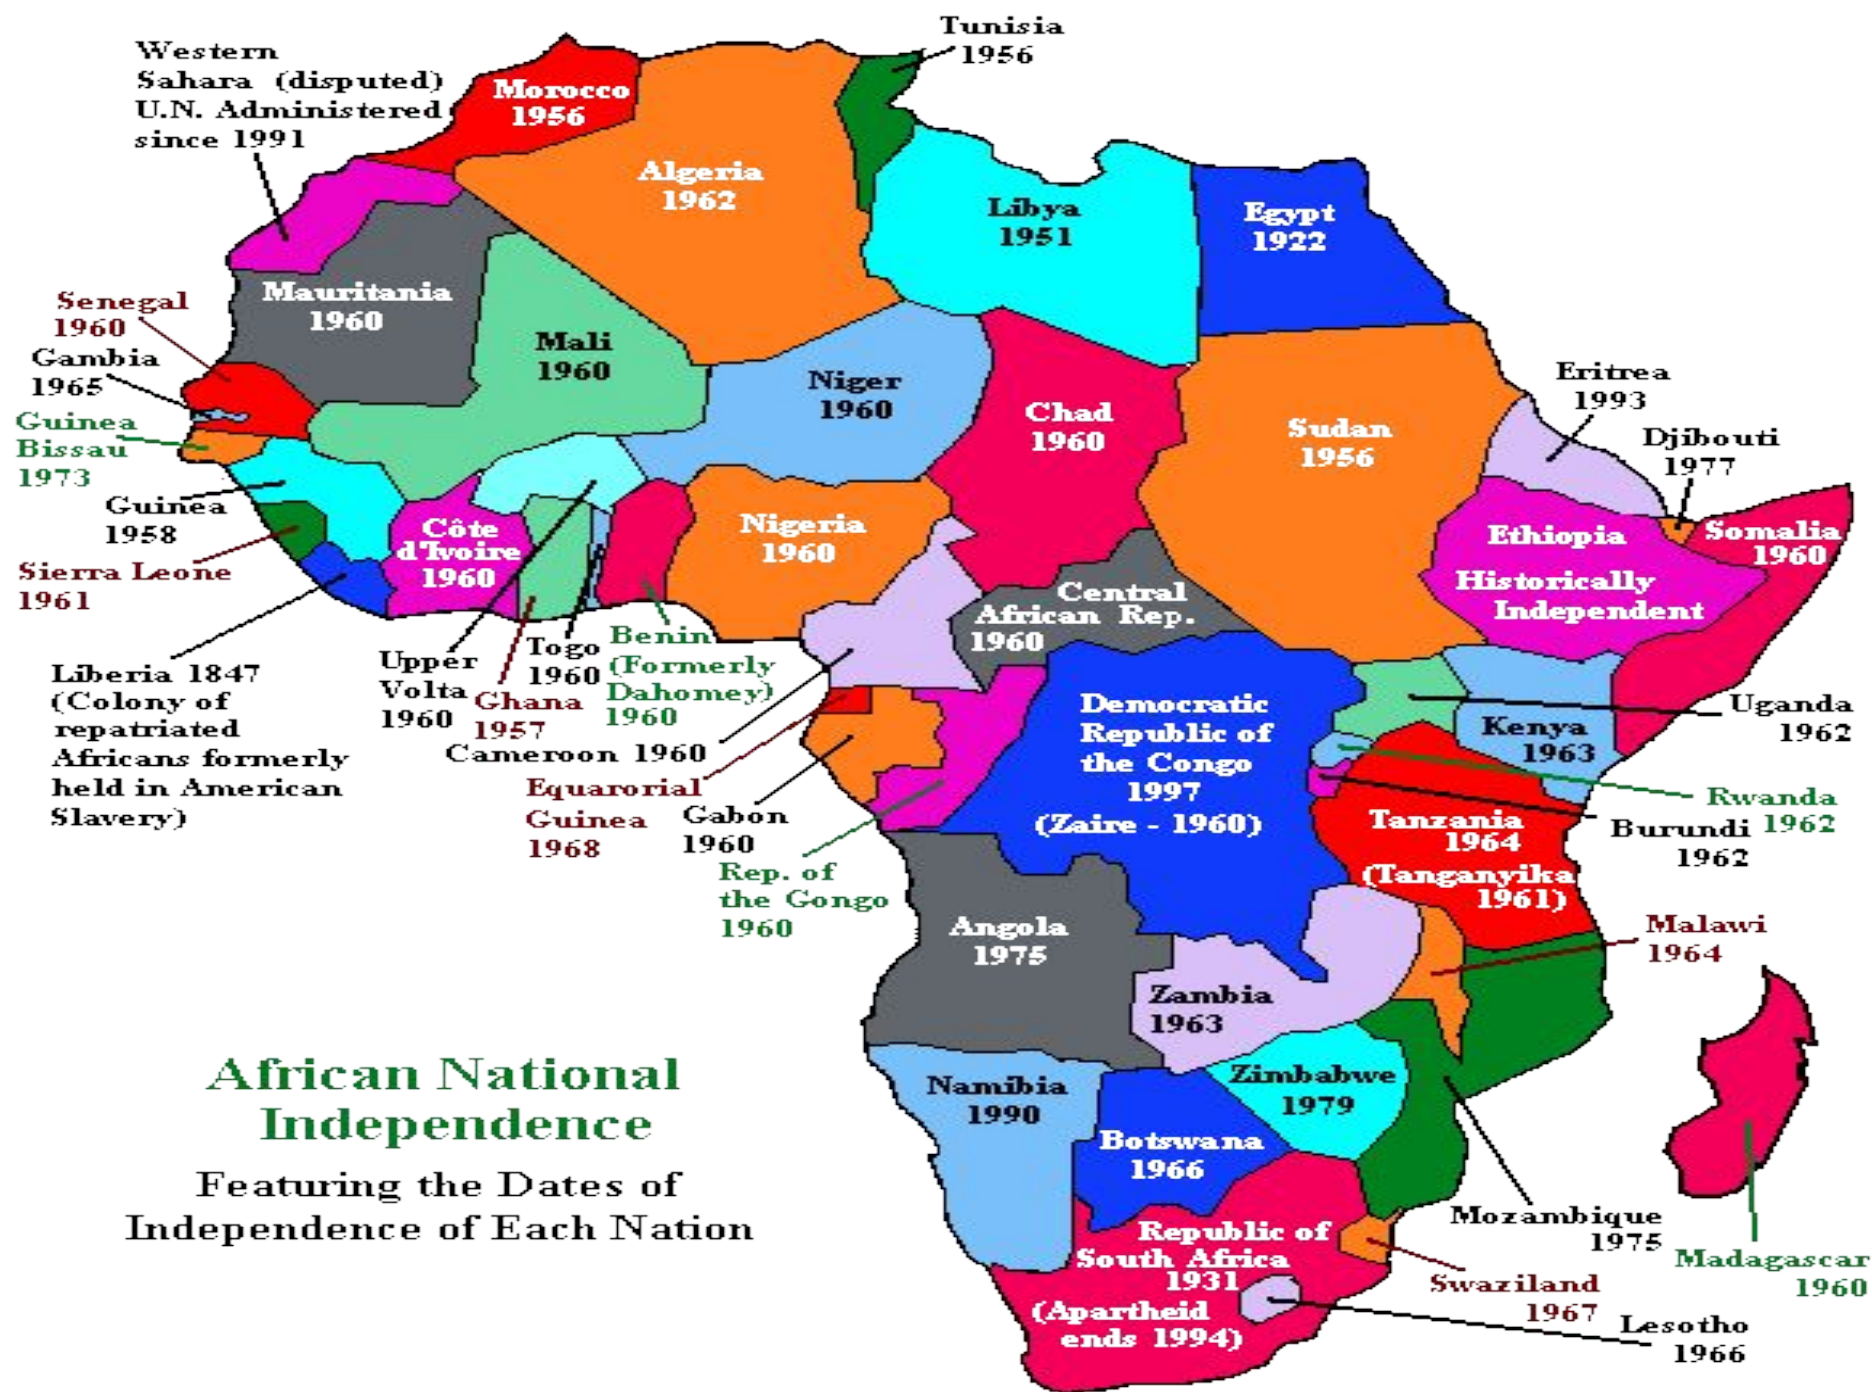 Tunisia
1956
Western
Sahara (disputed)
U.N. Administered
since 1991
Morocco
1956
Algeria
1962
Libya
1951
Egypt
1922
Mauritania
1960
Senegal
1960
Gambia
1965
Guinea
Bissau
1973
Mali
1960
Niger
1960
Chad
1960
Sudan
1956
Eritrea
1993
Djibouti
1977
Guinea
1958
Sierra Leone
1961
Côte
d'Ivoire
1960
Nigeria
1960
Ethiopia
Historically
Independent
Somalia
1960
Central
African Rep.
1960
Liberia 1847
(Colony of
repatriated
Africans formerly
held in American
Slavery)
Upper
Volta
1960
Ghana
1957
Togo
1960
Benin
(Formerly
Dahomey)
1960
Cameroon 1960
Equarorial
Guinea
1968
Gabon
1960
Rep. of
the Gongo
1960
Democratic
Republic of
the Congo
1997
(Zaire - 1960)
Uganda
1962
Kenya
1963
Rwanda
1962
Burundi
1962
Tanzania
1964
(Tanganyika
1961)
Angola
1975
Malawi
1964
Zambia
1963
Namibia
1990
Zimbabwe
1979
Botswana
1966
Mozambique
1975
Madagascar
1960
Republic of
South Africa
1931
(Apartheid
ends 1994)
Swaziland
1967
Lesotho
1966
African National
Independence
Featuring the Dates of
Independence of Each Nation